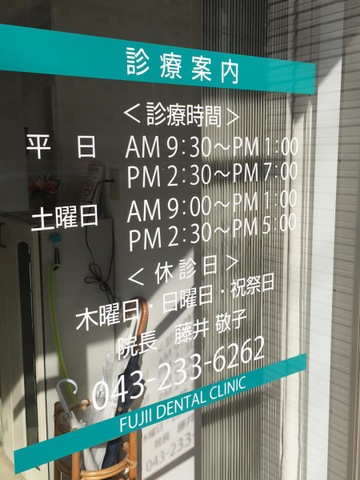 診療案内
＜診療時間＞
平 日 AM 9:30～PM 1:00
PM 2:30～PM 7:00
土曜日 AM 9:00～PM 1:00
PM 2:30～PM 5:00
＜ 休 診 日 ＞
木曜日・日曜日・祝祭日
院長 藤井 敬子
043-233-6262
FUJII DENTAL CLINIC